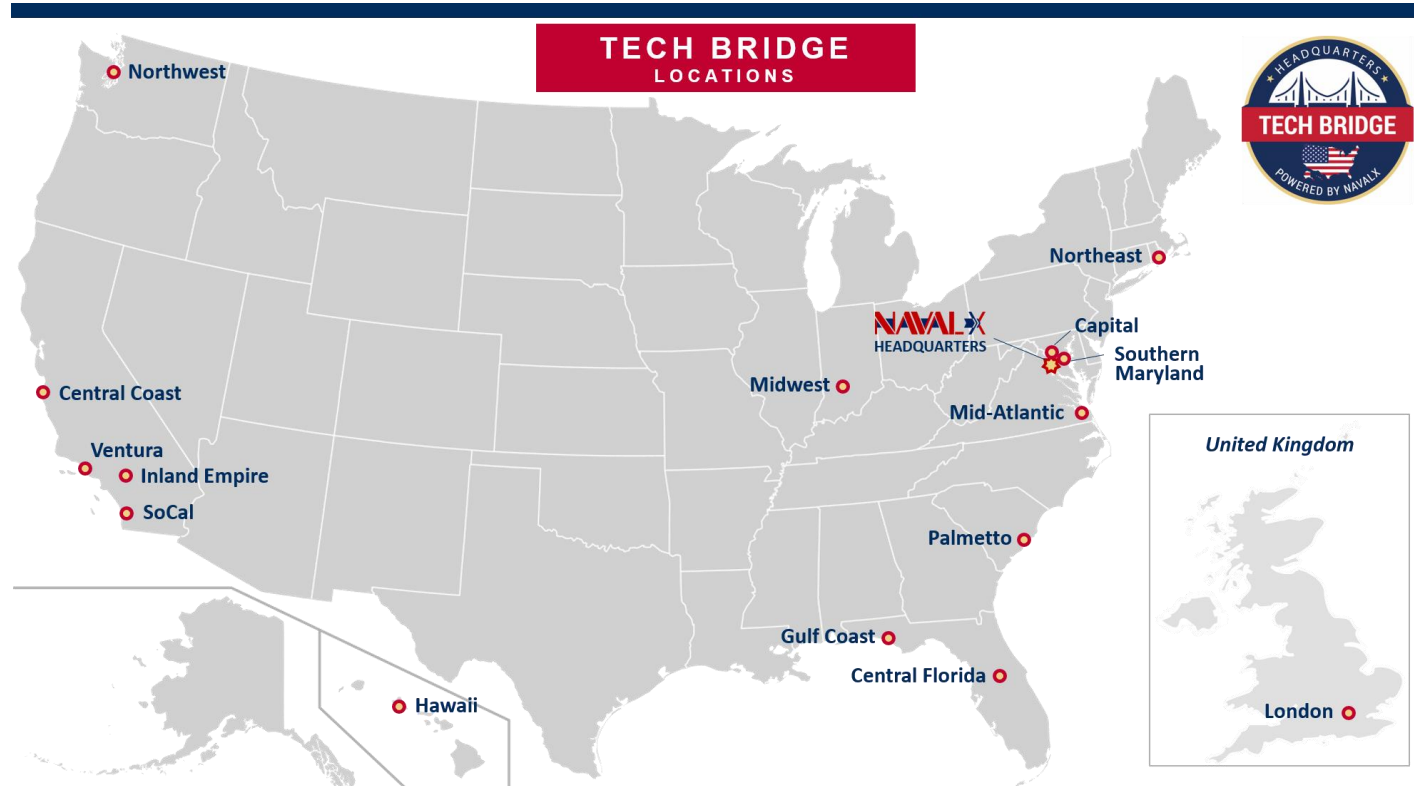 TECH BRIDGE
LOCATIONS
HEADQUARTERS
TECH BRIDGE
POWERED BY NAVALX
Northwest
Northeast
NAVALX
HEADQUARTERS
Capital
Southern
Maryland
Midwest
Central Coast
Mid-Atlantic
Ventura
Inland Empire
SoCal
United Kingdom
Palmetto
Gulf Coast
Central Florida
Hawaii
London